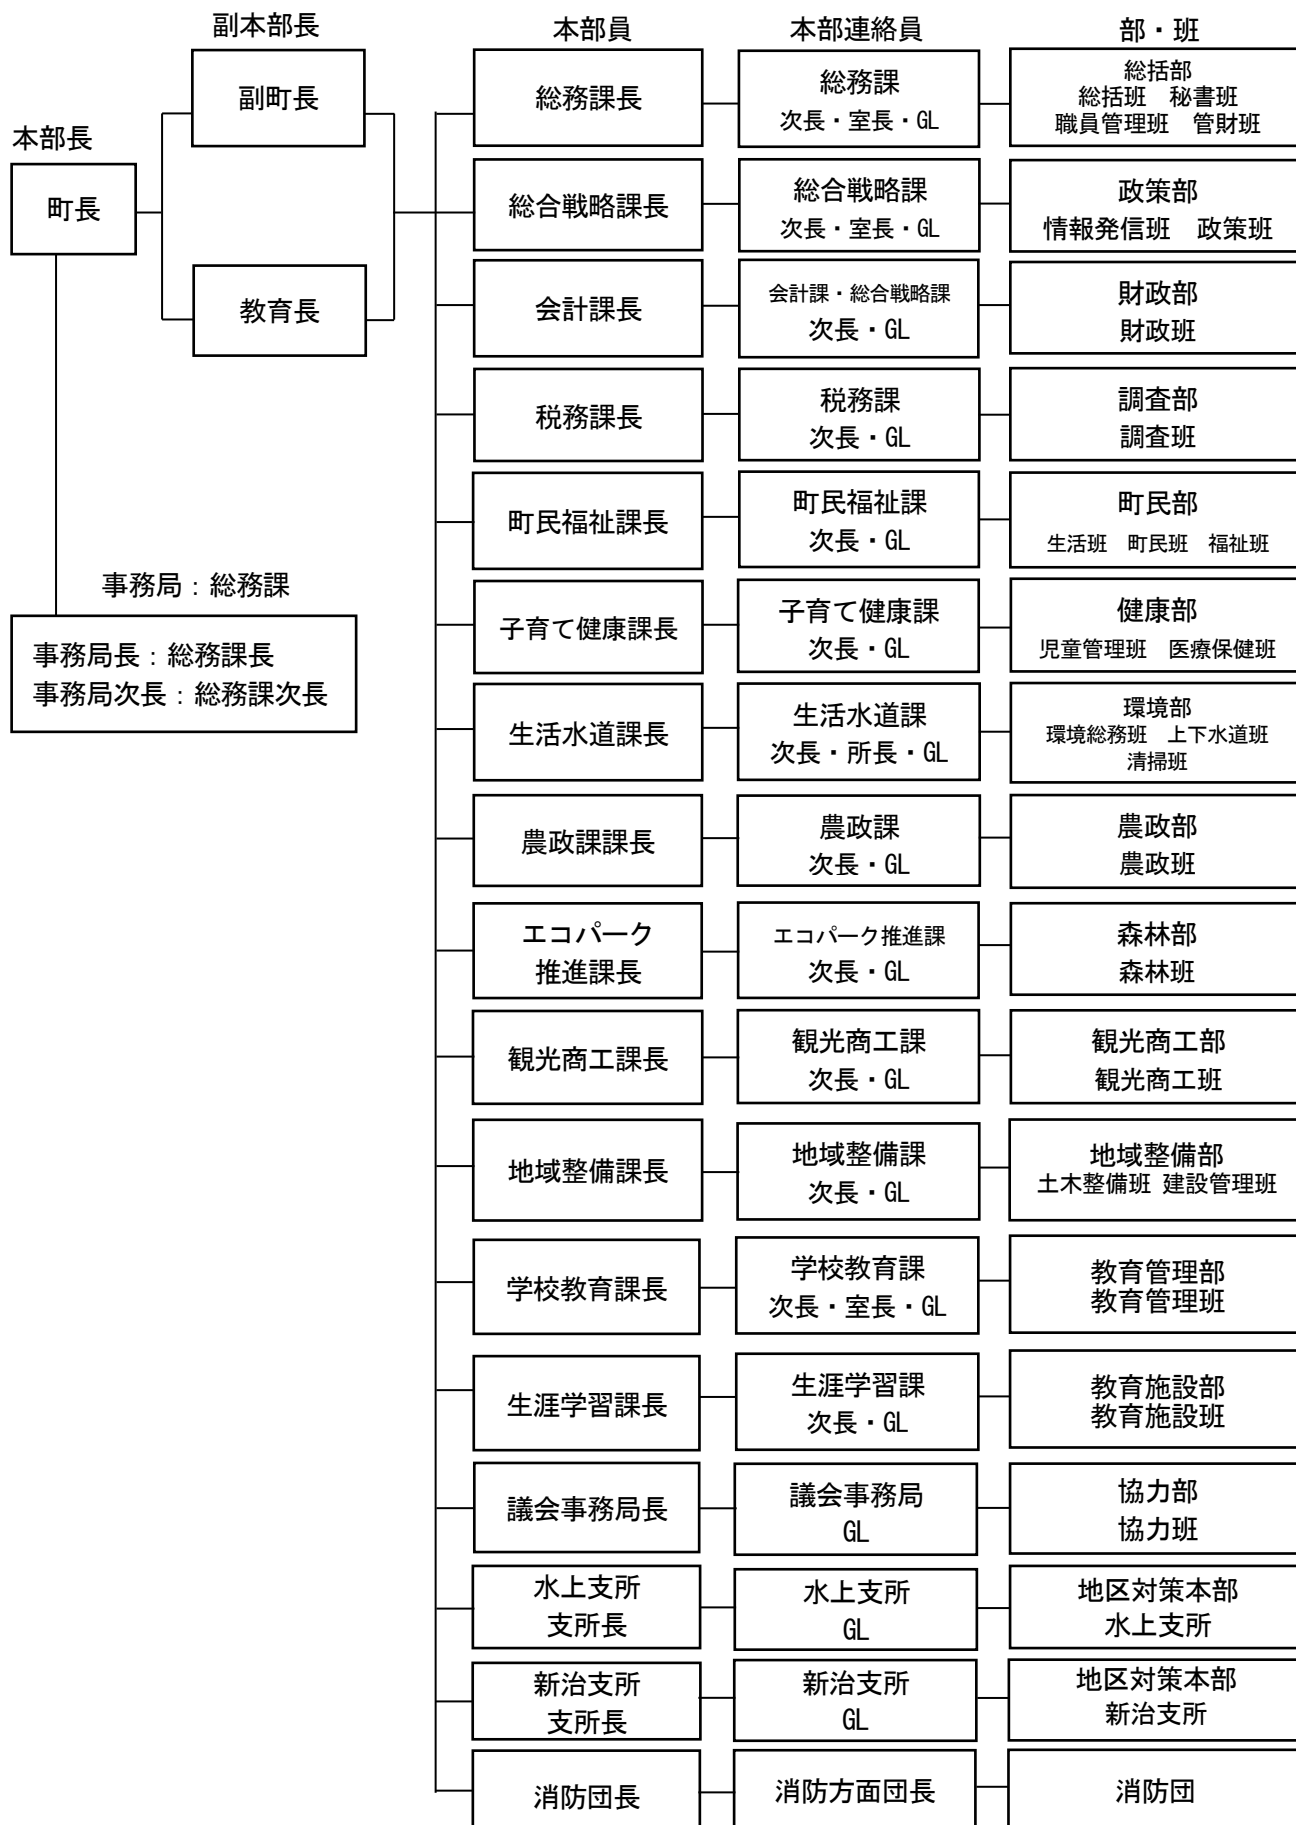 副本部長
本部員
本部連絡員
部・班
副町長
本部長
町長
教育長
事務局：総務課
事務局長：総務課長
事務局次長：総務課次長
総務課長
総務課
次長・室長・GL
総括部
総括班　秘書班
職員管理班　管財班
総合戦略課長
総合戦略課
次長・室長・GL
政策部
情報発信班　政策班
会計課長
会計課・総合戦略課
次長・GL
財政部
財政班
税務課長
税務課
次長・GL
調査部
調査班
町民福祉課長
町民福祉課
次長・GL
町民部
生活班　町民班　福祉班
子育て健康課長
子育て健康課
次長・GL
健康部
児童管理班　医療保健班
生活水道課長
生活水道課
次長・所長・GL
環境部
環境総務班　上下水道班
清掃班
農政課課長
農政課
次長・GL
農政部
農政班
エコパーク
推進課長
エコパーク推進課
次長・GL
森林部
森林班
観光商工課長
観光商工課
次長・GL
観光商工部
観光商工班
地域整備課長
地域整備課
次長・GL
地域整備部
土木整備班 建設管理班
学校教育課長
学校教育課
次長・室長・GL
教育管理部
教育管理班
生涯学習課長
生涯学習課
次長・GL
教育施設部
教育施設班
議会事務局長
議会事務局
GL
協力部
協力班
水上支所
支所長
水上支所
GL
地区対策本部
水上支所
新治支所
支所長
新治支所
GL
地区対策本部
新治支所
消防団長
消防方面団長
消防団